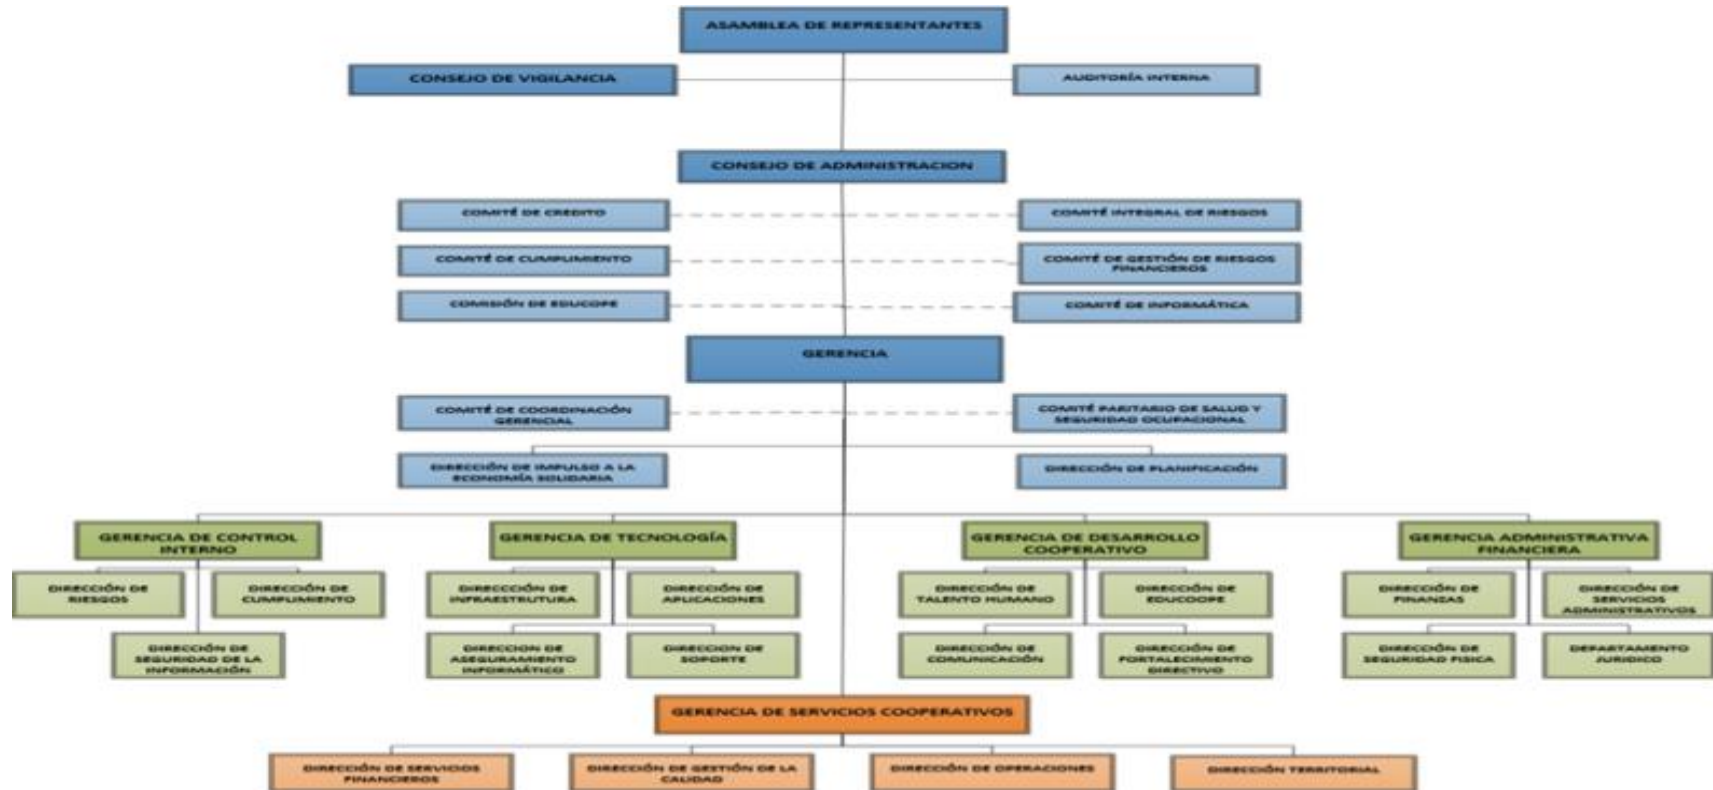 ASAMBLEA DE REPRESENTANTES
CONSEJO DE VIGILANCIA
AUDITORÍA INTERNA
CONSEJO DE ADMINISTRACION
COMITÉ DE CREDITO
COMITÉ INTEGRAL DE RIESGOS
COMITÉ DE CUMPLIMIENTO
COMITÉ DE GESTIÓN DE RIESGOS
FINANCIEROS
COMISIÓN DE EDUCOPE
COMITÉ DE INFORMÁTICA
GERENCIA
COMITÉ DE COORDINACIÓN
GERENCIAL
COMITÉ PARITARIO DE SALUD Y
SEGURIDAD OCUPACIONAL
DIRECCIÓN DE IMPULSO A LA
ECONOMÍA SOLIDARIA
DIRECCIÓN DE PLANIFICACIÓN
GERENCIA DE CONTROL
INTERNO
GERENCIA DE TECNOLOGÍA
GERENCIA DE DESARROLLO
COOPERATIVO
GERENCIA ADMINISTRATIVA
FINANCIERA
DIRECCIÓN DE
RIESGOS
DIRECCIÓN DE
CUMPLIMIENTO
DIRECCCIÓN DE
INFRAESTRUTURA
DIRECCIÓN DE
APLICACIONES
DIRECCIÓN DE
TALENTO HUMANO
DIRECCIÓN DE
EDUCOOPE
DIRECCIÓN DE
FINANZAS
DIRECCIÓN DE
SERVICIOS
ADMINISTRATIVOS
DIRECCIÓN DE
SEGURIDAD DE LA
INFORMACIÓN
DIRECCION DE
ASEGURAMIENTO
INFORMÁTICO
DIRECCION DE
SOPORTE
DIRECCIÓN DE
COMUNICACIÓN
DIRECCIÓN DE
FORTALECIMIENTO
DIRECTIVO
DIRECCIÓN DE
SEGURIDAD FISICA
DEPARTAMENTO
JURIDICO
GERENCIA DE SERVICIOS COOPERATIVOS
DIRECCIÓN DE SERVICIOS
FINANCIEROS
DIRECCIÓN DE GESTIÓN DE LA
CALIDAD
DIRECCIÓN DE OPERACIONES
DIRECCIÓN TERRITORIAL